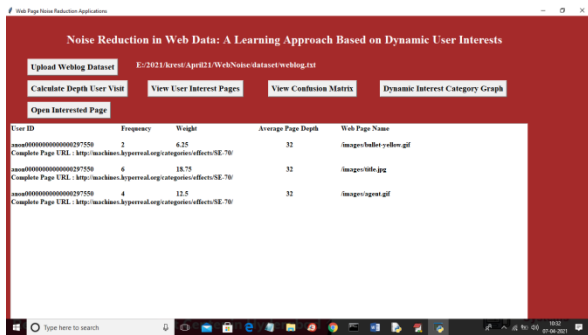 Web Page Noise Reduction Applications
Noise Reduction in Web Data: A Learning Approach Based on Dynamic User Interests
Upload Weblog Dataset E:/2021/krest/April21/WebNoise/dataset/weblog.txt
Calculate Depth User Visit View User Interest Pages View Confusion Matrix Dynamic Interest Category Graph
Open Interested Page
User ID Frequency Weight Average Page Depth Web Page Name
anon0000000000000297550 2 6.25 32 /images/bullet-yellow.gif
Complete Page URL : http://machines.hyperreal.org/categories/effects/SE-70/
anon0000000000000297550 6 18.75 32 /images/title.jpg
Complete Page URL : http://machines.hyperreal.org/categories/effects/SE-70/
anon0000000000000297550 4 12.5 32 /images/agent.gif
Complete Page URL : http://machines.hyperreal.org/categories/effects/SE-70/
Type here to search
10:32
07-04-2021